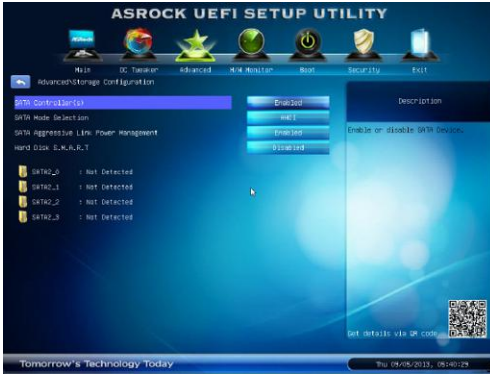 ASROCK UEFI SETUP UTILITY
Main OC Tweaker Advanced H/W Monitor Boot Security Exit
Advanced\Storage Configuration
SATA Controller(s) Enabled
SATA Mode Selection AHCI
SATA Aggressive Link Power Management Enabled
Hard Disk S.M.A.R.T Disabled
SATA2_0 : Not Detected
SATA2_1 : Not Detected
SATA2_2 : Not Detected
SATA2_3 : Not Detected
Description
Enable or disable SATA Device.
Get details via QR code
Tomorrow's Technology Today
Thu 09/05/2013, 05:40:29